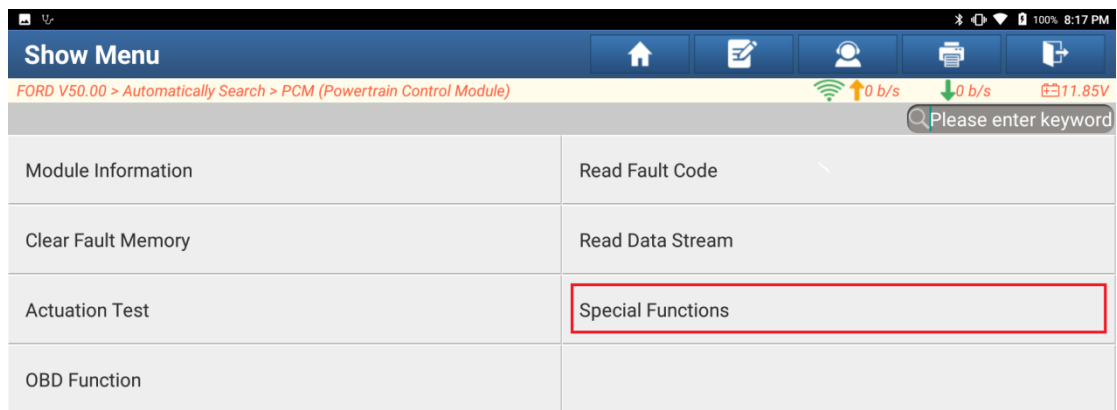 100% 8:17 PM
Show Menu
FORD V50.00 > Automatically Search > PCM (Powertrain Control Module) 0 b/s 0 b/s 11.85V
Please enter keyword
Module Information Read Fault Code
Clear Fault Memory Read Data Stream
Actuation Test Special Functions
OBD Function